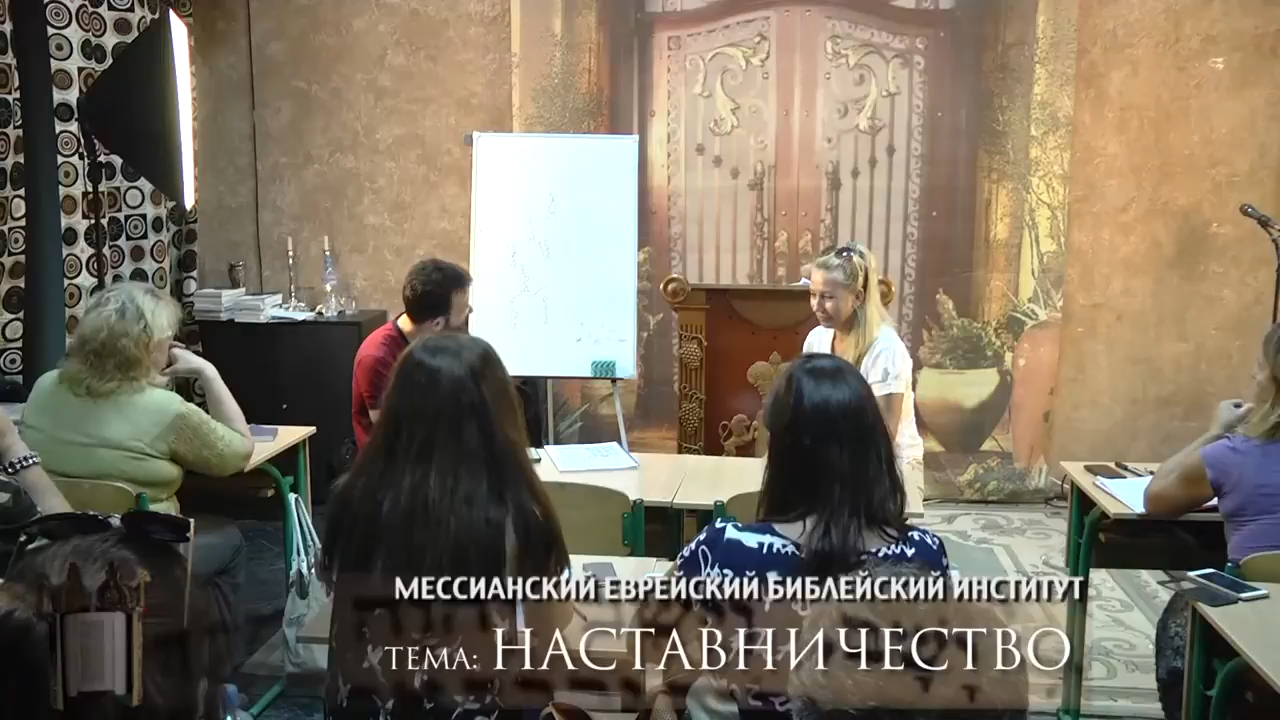 МЕССИАНСКИЙ ЕВРЕЙСКИЙ БИБЛЕЙСКИЙ ИНСТИТУТ
ТЕМА: НАСТАВНИЧЕСТВО